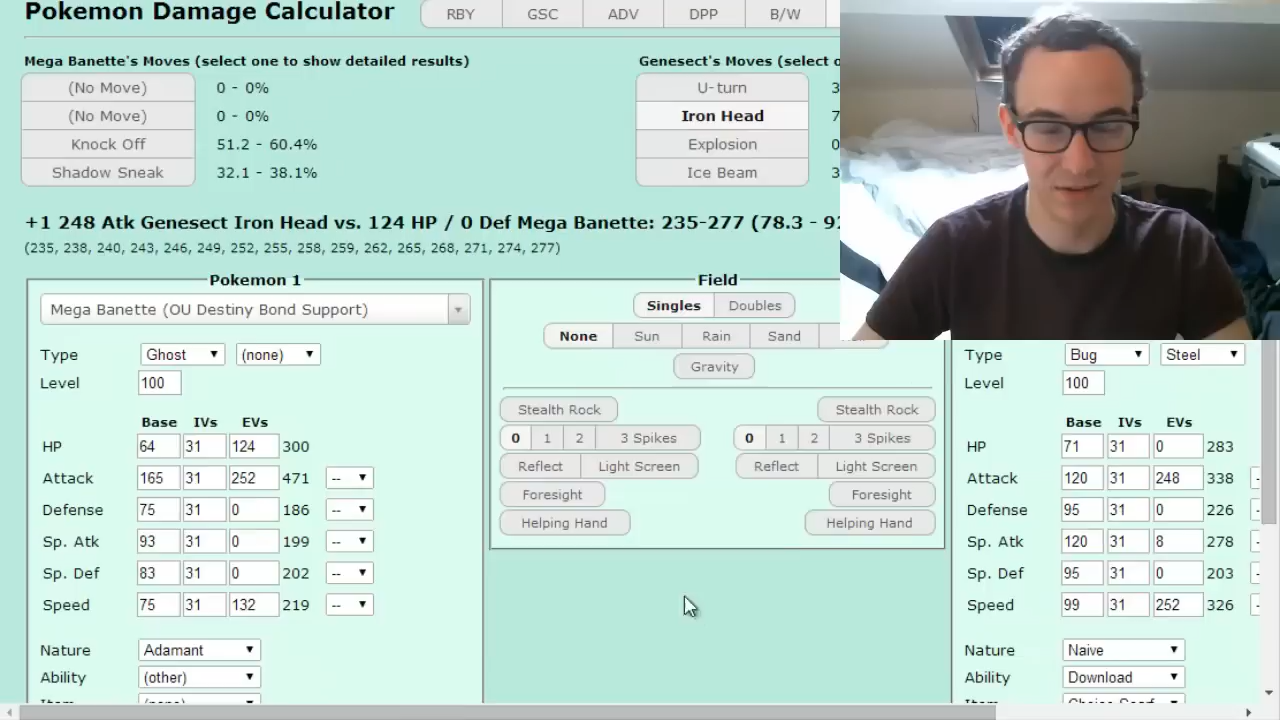 Pokemon Damage Calculator
RBY GSC ADV DPP B/W
Mega Banette's Moves (select one to show detailed results)
(No Move) 0 - 0%
(No Move) 0 - 0%
Knock Off 51.2 - 60.4%
Shadow Sneak 32.1 - 38.1%
Genesect's Moves (select o
U-turn 3
Iron Head 7
Explosion 0
Ice Beam 3
+1 248 Atk Genesect Iron Head vs. 124 HP / 0 Def Mega Banette: 235-277 (78.3 - 92
(235, 238, 240, 243, 246, 249, 252, 255, 258, 259, 262, 265, 268, 271, 274, 277)
Pokemon 1
Mega Banette (OU Destiny Bond Support)
Type Ghost (none)
Level 100
Base IVs EVs
HP 64 31 124 300
Attack 165 31 252 471 --
Defense 75 31 0 186 --
Sp. Atk 93 31 0 199 --
Sp. Def 83 31 0 202 --
Speed 75 31 132 219 --
Nature Adamant
Ability (other)
Field
Singles Doubles
None Sun Rain Sand
Gravity
Stealth Rock Stealth Rock
0 1 2 3 Spikes 0 1 2 3 Spikes
Reflect Light Screen Reflect Light Screen
Foresight Foresight
Helping Hand Helping Hand
Type Bug Steel
Level 100
Base IVs EVs
HP 71 31 0 283
Attack 120 31 248 338
Defense 95 31 0 226
Sp. Atk 120 31 8 278
Sp. Def 95 31 0 203
Speed 99 31 252 326
Nature Naive
Ability Download